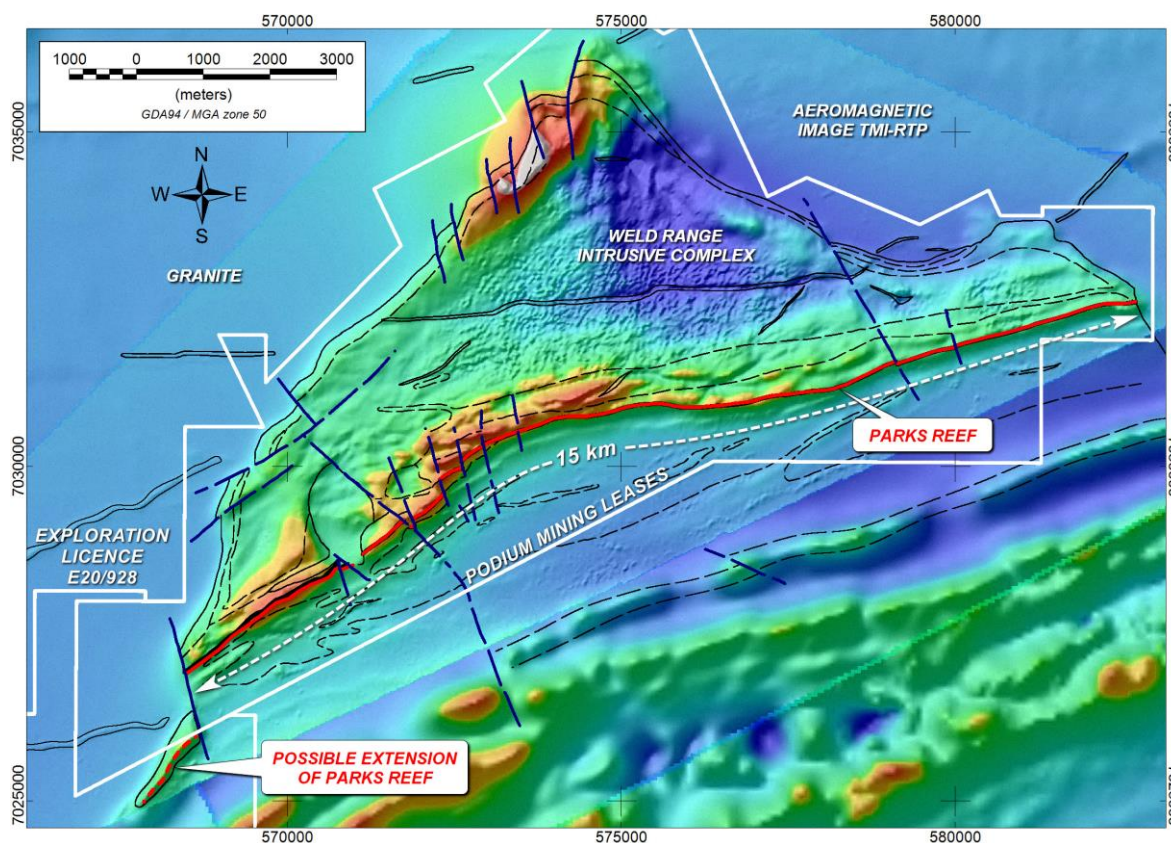 570000
575000
580000
1000 0 1000 2000 3000
(meters)
GDA94 / MGA zone 50
AEROMAGNETIC
IMAGE TMI-RTP
7035000
N
W E
S
WELD RANGE
INTRUSIVE COMPLEX
GRANITE
PARKS REEF
7030000
15 km
EXPLORATION
LICENCE
E20/928
PODIUM MINING LEASES
POSSIBLE EXTENSION
OF PARKS REEF
7025000
570000
575000
580000